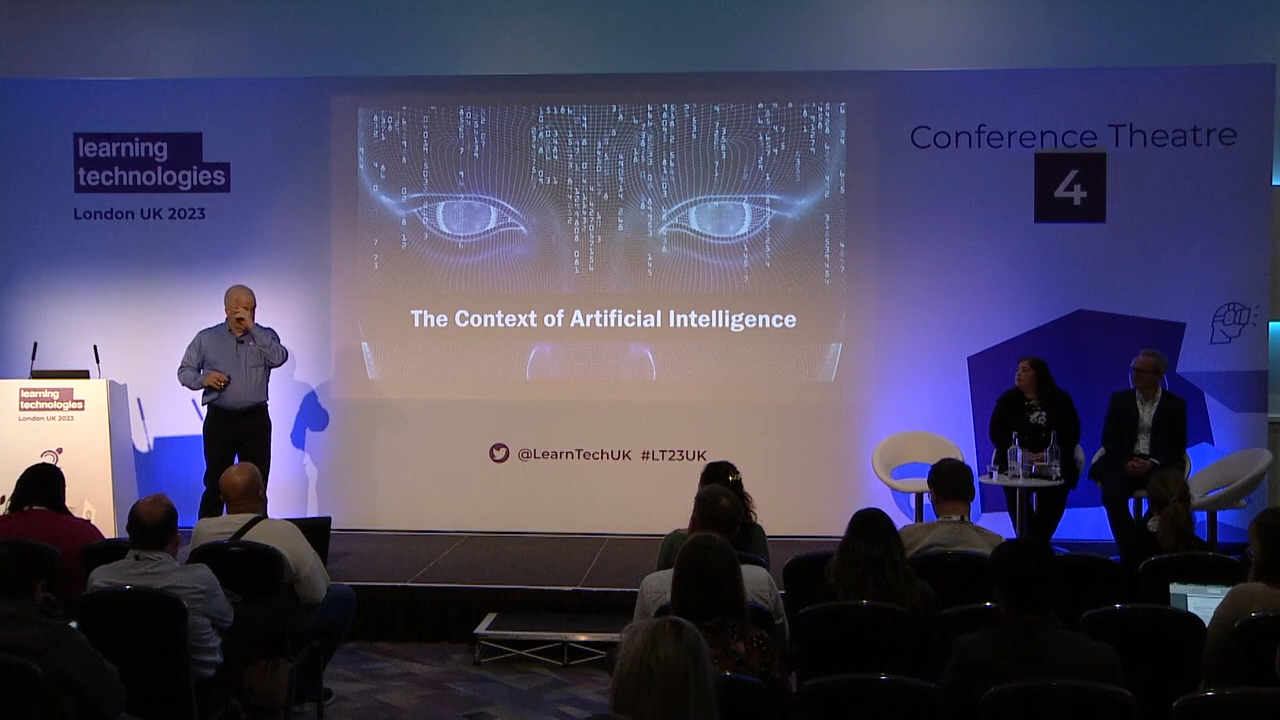 learning
technologies
London UK 2023
Conference Theatre
4
The Context of Artificial Intelligence
@LearnTechUK #LT23UK
learning
technologies
London UK 2023